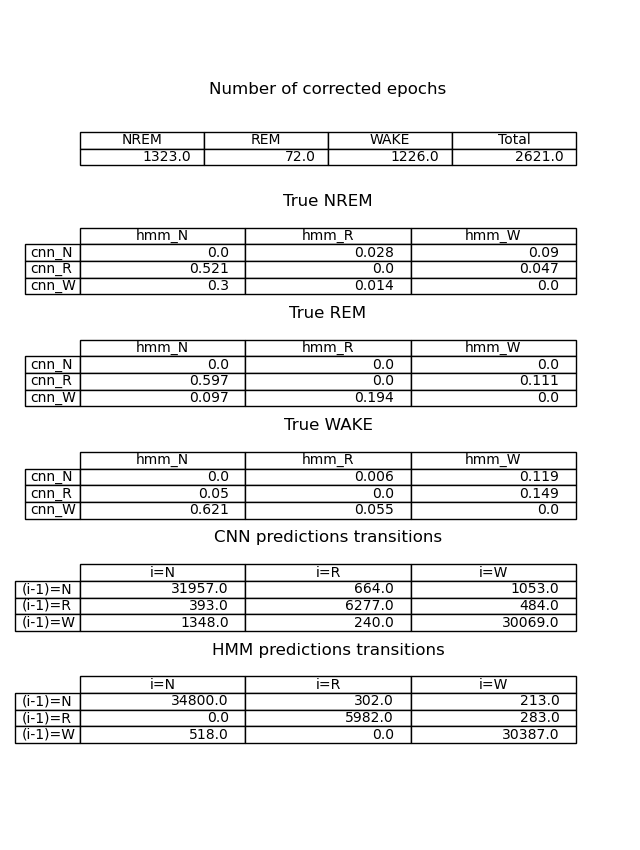 Number of corrected epochs
NREM REM WAKE Total
1323.0 72.0 1226.0 2621.0
True NREM
hmm_N hmm_R hmm_W
cnn_N 0.0 0.028 0.09
cnn_R 0.521 0.0 0.047
cnn_W 0.3 0.014 0.0
True REM
hmm_N hmm_R hmm_W
cnn_N 0.0 0.0 0.0
cnn_R 0.597 0.0 0.111
cnn_W 0.097 0.194 0.0
True WAKE
hmm_N hmm_R hmm_W
cnn_N 0.0 0.006 0.119
cnn_R 0.05 0.0 0.149
cnn_W 0.621 0.055 0.0
CNN predictions transitions
i=N i=R i=W
(i-1)=N 31957.0 664.0 1053.0
(i-1)=R 393.0 6277.0 484.0
(i-1)=W 1348.0 240.0 30069.0
HMM predictions transitions
i=N i=R i=W
(i-1)=N 34800.0 302.0 213.0
(i-1)=R 0.0 5982.0 283.0
(i-1)=W 518.0 0.0 30387.0